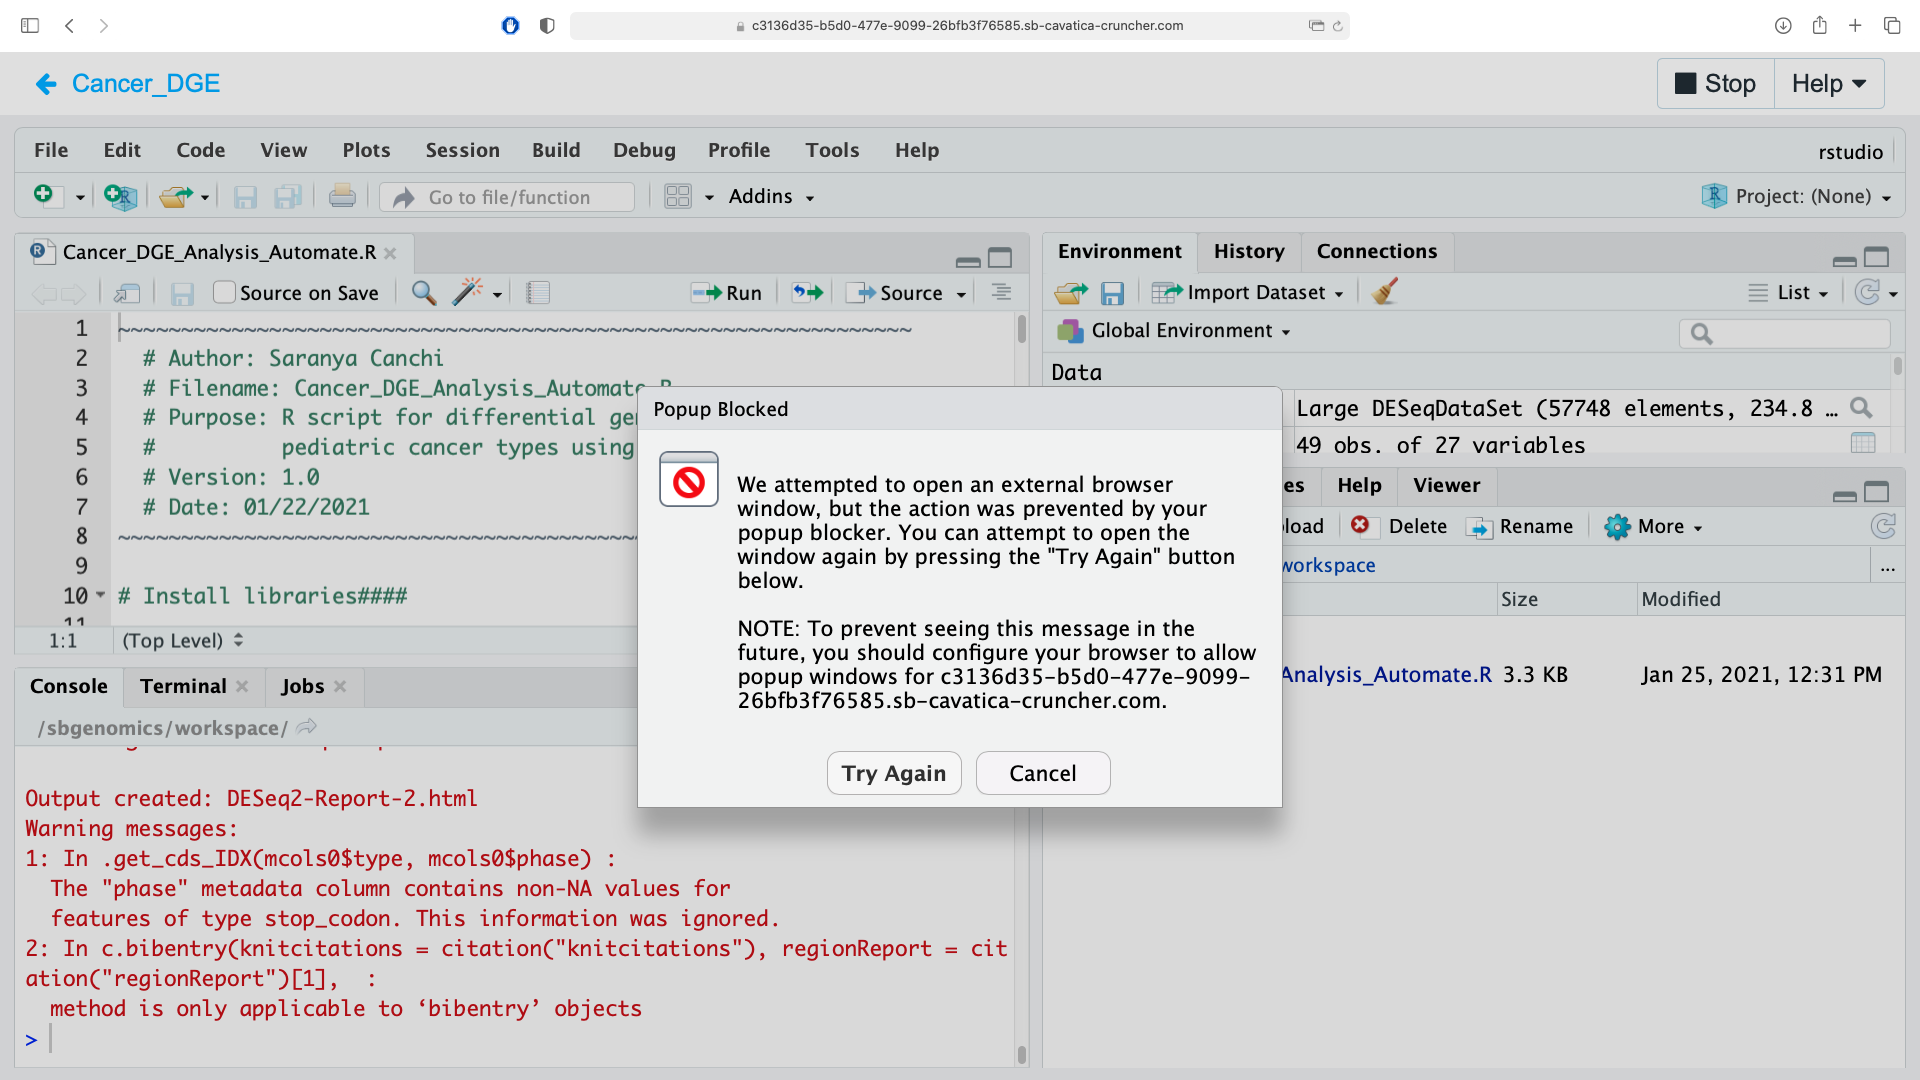 c3136d35-b5d0-477e-9099-26bfb3f76585.sb-cavatica-cruncher.com
Cancer_DGE
Stop
Help
File Edit Code View Plots Session Build Debug Profile Tools Help
rstudio
Go to file/function
Addins
Project: (None)
Cancer_DGE_Analysis_Automate.R
Source on Save
Run
Source
1 ~~~~~~~~~~~~~~~~~~~~~~~~~~~~~~~~~~~~~~~~~~~~~~~~~~~~~~~~~~~~~~~
2 # Author: Saranya Canchi
3 # Filename: Cancer_DGE_Analysis_Automate.R
4 # Purpose: R script for differential ge
5 # pediatric cancer types using
6 # Version: 1.0
7 # Date: 01/22/2021
8 ~~~~~~~~~~~~~~~~~~~~~~~~~~~~~~~~~~~~~~~~~
9
10 # Install libraries####
11
1:1 (Top Level)
Console Terminal Jobs
/sbgenomics/workspace/
Output created: DESeq2-Report-2.html
Warning messages:
1: In .get_cds_IDX(mcols0$type, mcols0$phase) :
The "phase" metadata column contains non-NA values for
features of type stop_codon. This information was ignored.
2: In c.bibentry(knitcitations = citation("knitcitations"), regionReport = cit
ation("regionReport")[1],  :
method is only applicable to ‘bibentry’ objects
>
Environment History Connections
Import Dataset
List
Global Environment
Data
Large DESeqDataSet (57748 elements, 234.8 …
49 obs. of 27 variables
es Help Viewer
load Delete Rename More
workspace
...
Size Modified
Analysis_Automate.R 3.3 KB Jan 25, 2021, 12:31 PM
Popup Blocked
We attempted to open an external browser
window, but the action was prevented by your
popup blocker. You can attempt to open the
window again by pressing the "Try Again" button
below.
NOTE: To prevent seeing this message in the
future, you should configure your browser to allow
popup windows for c3136d35-b5d0-477e-9099-
26bfb3f76585.sb-cavatica-cruncher.com.
Try Again
Cancel